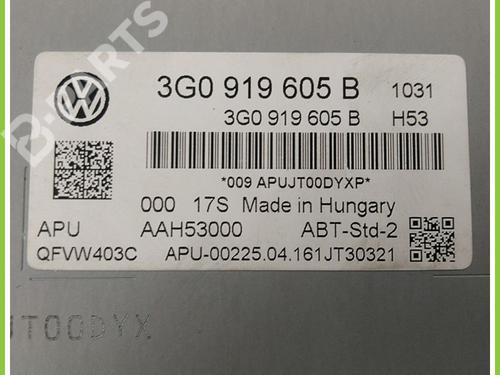 B-PARTS
3G0 919 605 B 1031
3G0 919 605 B H53
*009 APUJT00DYXP*
000 17S Made in Hungary
APU AAH53000 ABT-Std-2
QFVW403C APU-00225.04.161JT30321
JT00DYX